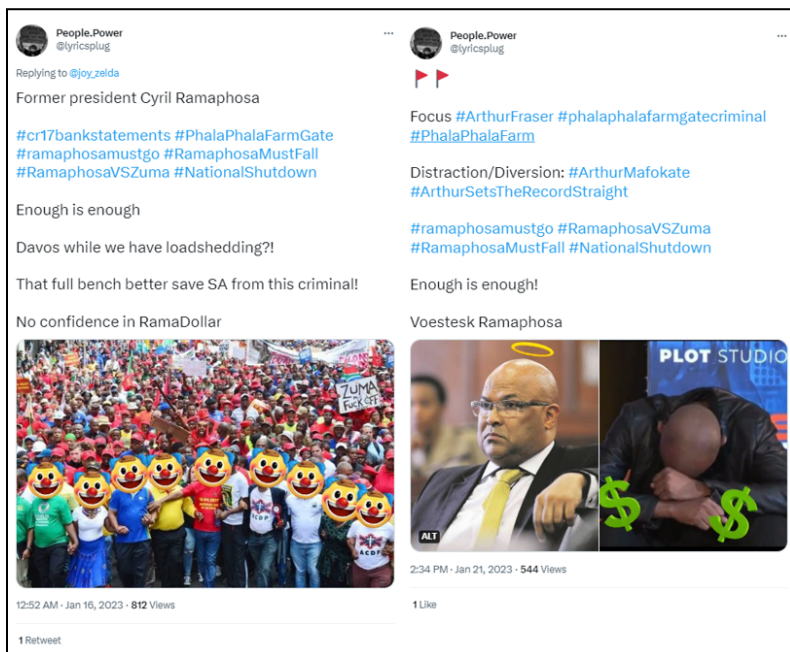 People.Power
@lyricsplug
Replying to @joy_zelda
Former president Cyril Ramaphosa
#cr17bankstatements #PhalaPhalaFarmGate
#ramaphosamustgo #RamaphosaMustFall
#RamaphosaVSZuma #NationalShutdown
Enough is enough
Davos while we have loadshedding?!
That full bench better save SA from this criminal!
No confidence in RamaDollar
ZUMA
FUCK OFF
ACDP
ACDP
12:52 AM · Jan 16, 2023 · 812 Views
1 Retweet
People.Power
@lyricsplug
Focus #ArthurFraser #phalaphalafarmgatecriminal
#PhalaPhalaFarm
Distraction/Diversion: #ArthurMafokate
#ArthurSetsTheRecordStraight
#ramaphosamustgo #RamaphosaVSZuma
#RamaphosaMustFall #NationalShutdown
Enough is enough!
Voestesk Ramaphosa
PLOT STUDIO
ALT
2:34 PM · Jan 21, 2023 · 544 Views
1 Like